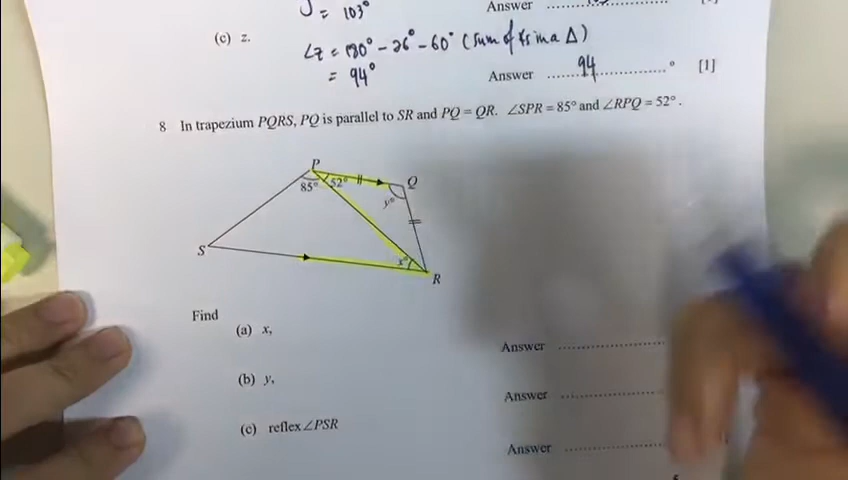 = 103°
Answer
(c) z.
∠z = 180° - 26° - 60° (sum of ∠s in a Δ)
= 94°
Answer 94 ° [1]
8 In trapezium PQRS, PQ is parallel to SR and PQ = QR. ∠SPR = 85° and ∠RPQ = 52°.
P
85° 52° Q
y°
S
x°
R
Find
(a) x,
Answer
(b) y,
Answer
(c) reflex ∠PSR
Answer